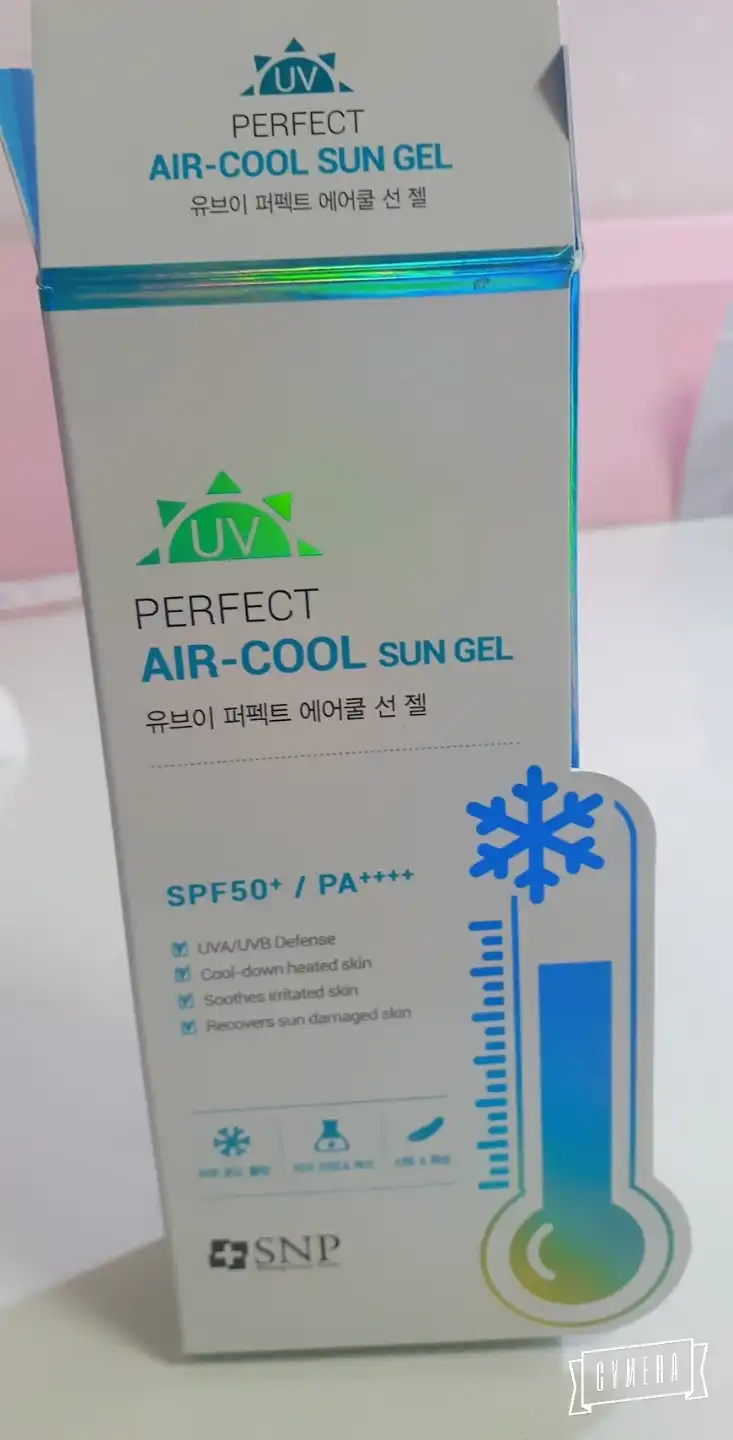 UV
PERFECT
AIR-COOL SUN GEL
유브이 퍼펙트 에어쿨 선 젤
UV
PERFECT
AIR-COOL SUN GEL
유브이 퍼펙트 에어쿨 선 젤
SPF50+ / PA++++
UVA/UVB Defense
Cool-down heated skin
Soothes irritated skin
Recovers sun damaged skin
SNP
CYMERA